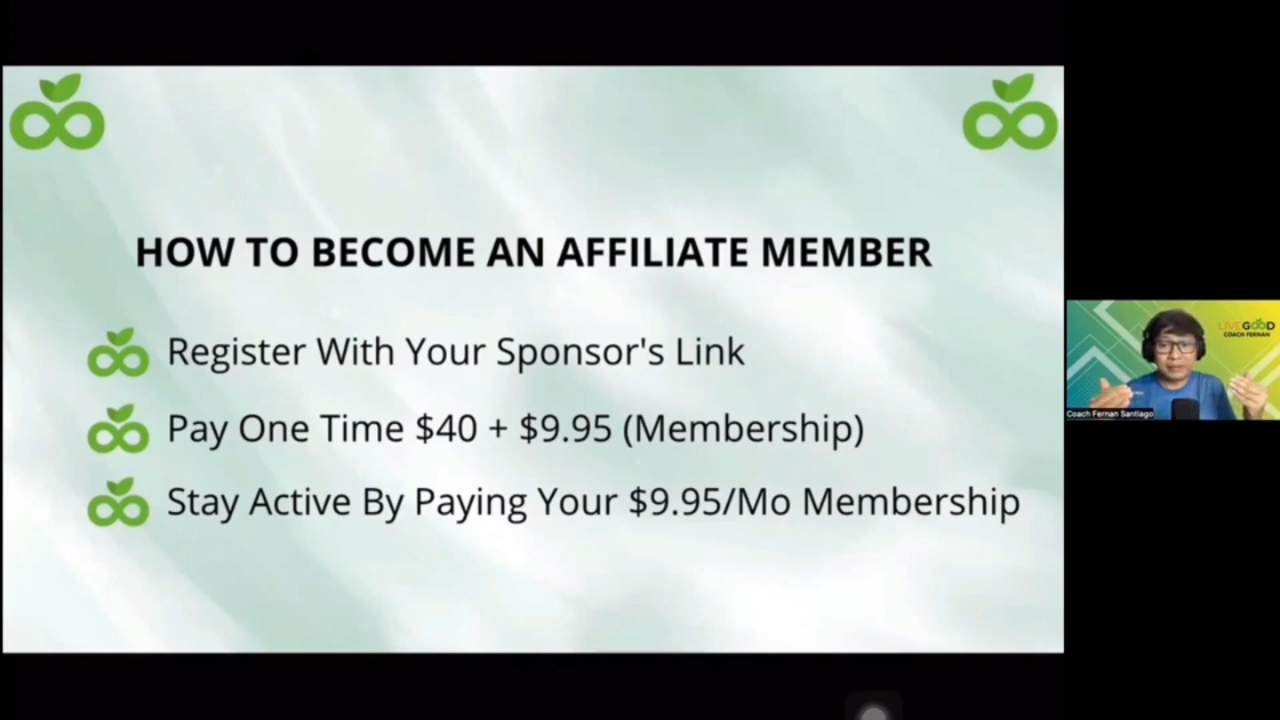 HOW TO BECOME AN AFFILIATE MEMBER
Register With Your Sponsor's Link
Pay One Time $40 + $9.95 (Membership)
Stay Active By Paying Your $9.95/Mo Membership
LIVEGOOD
COACH FERNAN
Coach Fernan Santiago